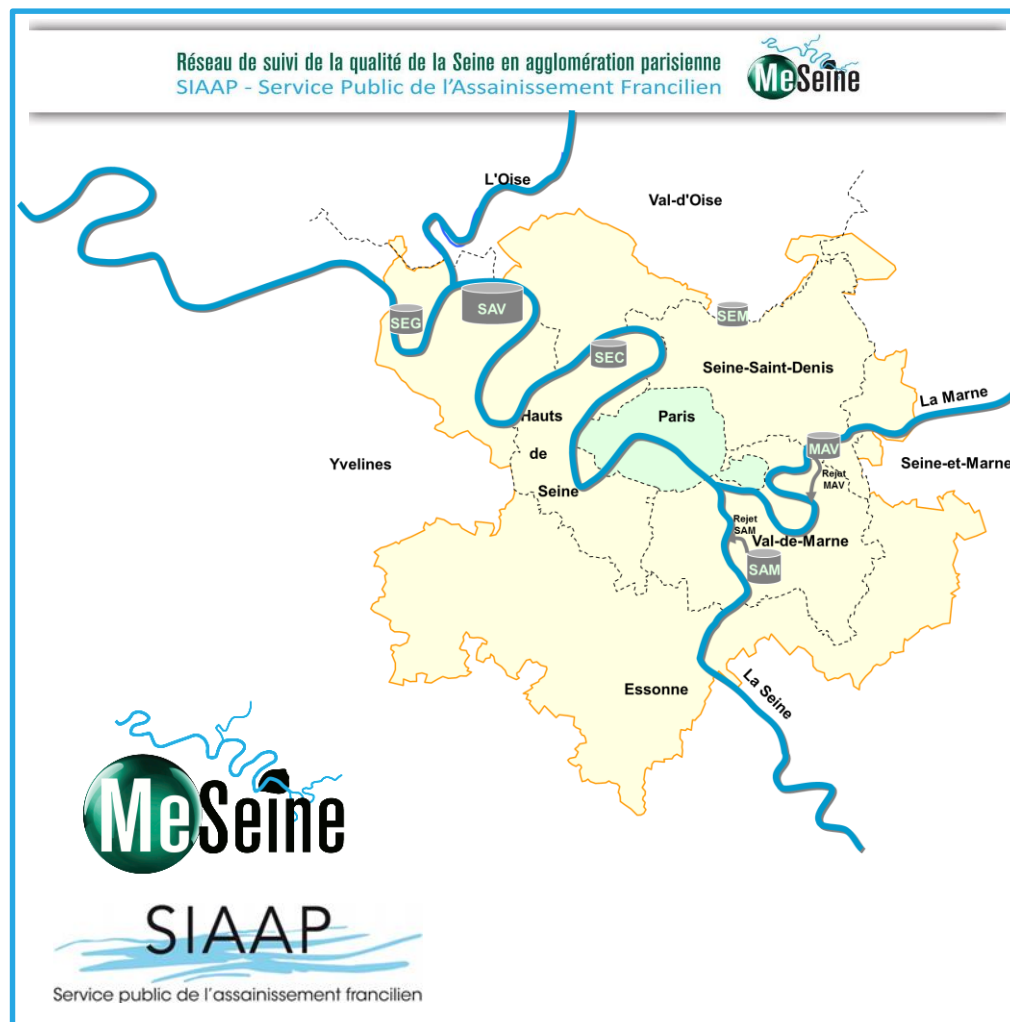 Réseau de suivi de la qualité de la Seine en agglomération parisienne
SIAAP - Service Public de l'Assainissement Francilien
MeSeine
L'Oise
Val-d'Oise
SAV
SEG
SEM
SEC
Seine-Saint-Denis
La Marne
Hauts
de
Seine
Paris
MAV
Yvelines
Seine-et-Marne
Rejet
MAV
Rejet
SAM
Val-de-Marne
SAM
Essonne
La Seine
MeSeine
SIAAP
Service public de l'assainissement francilien